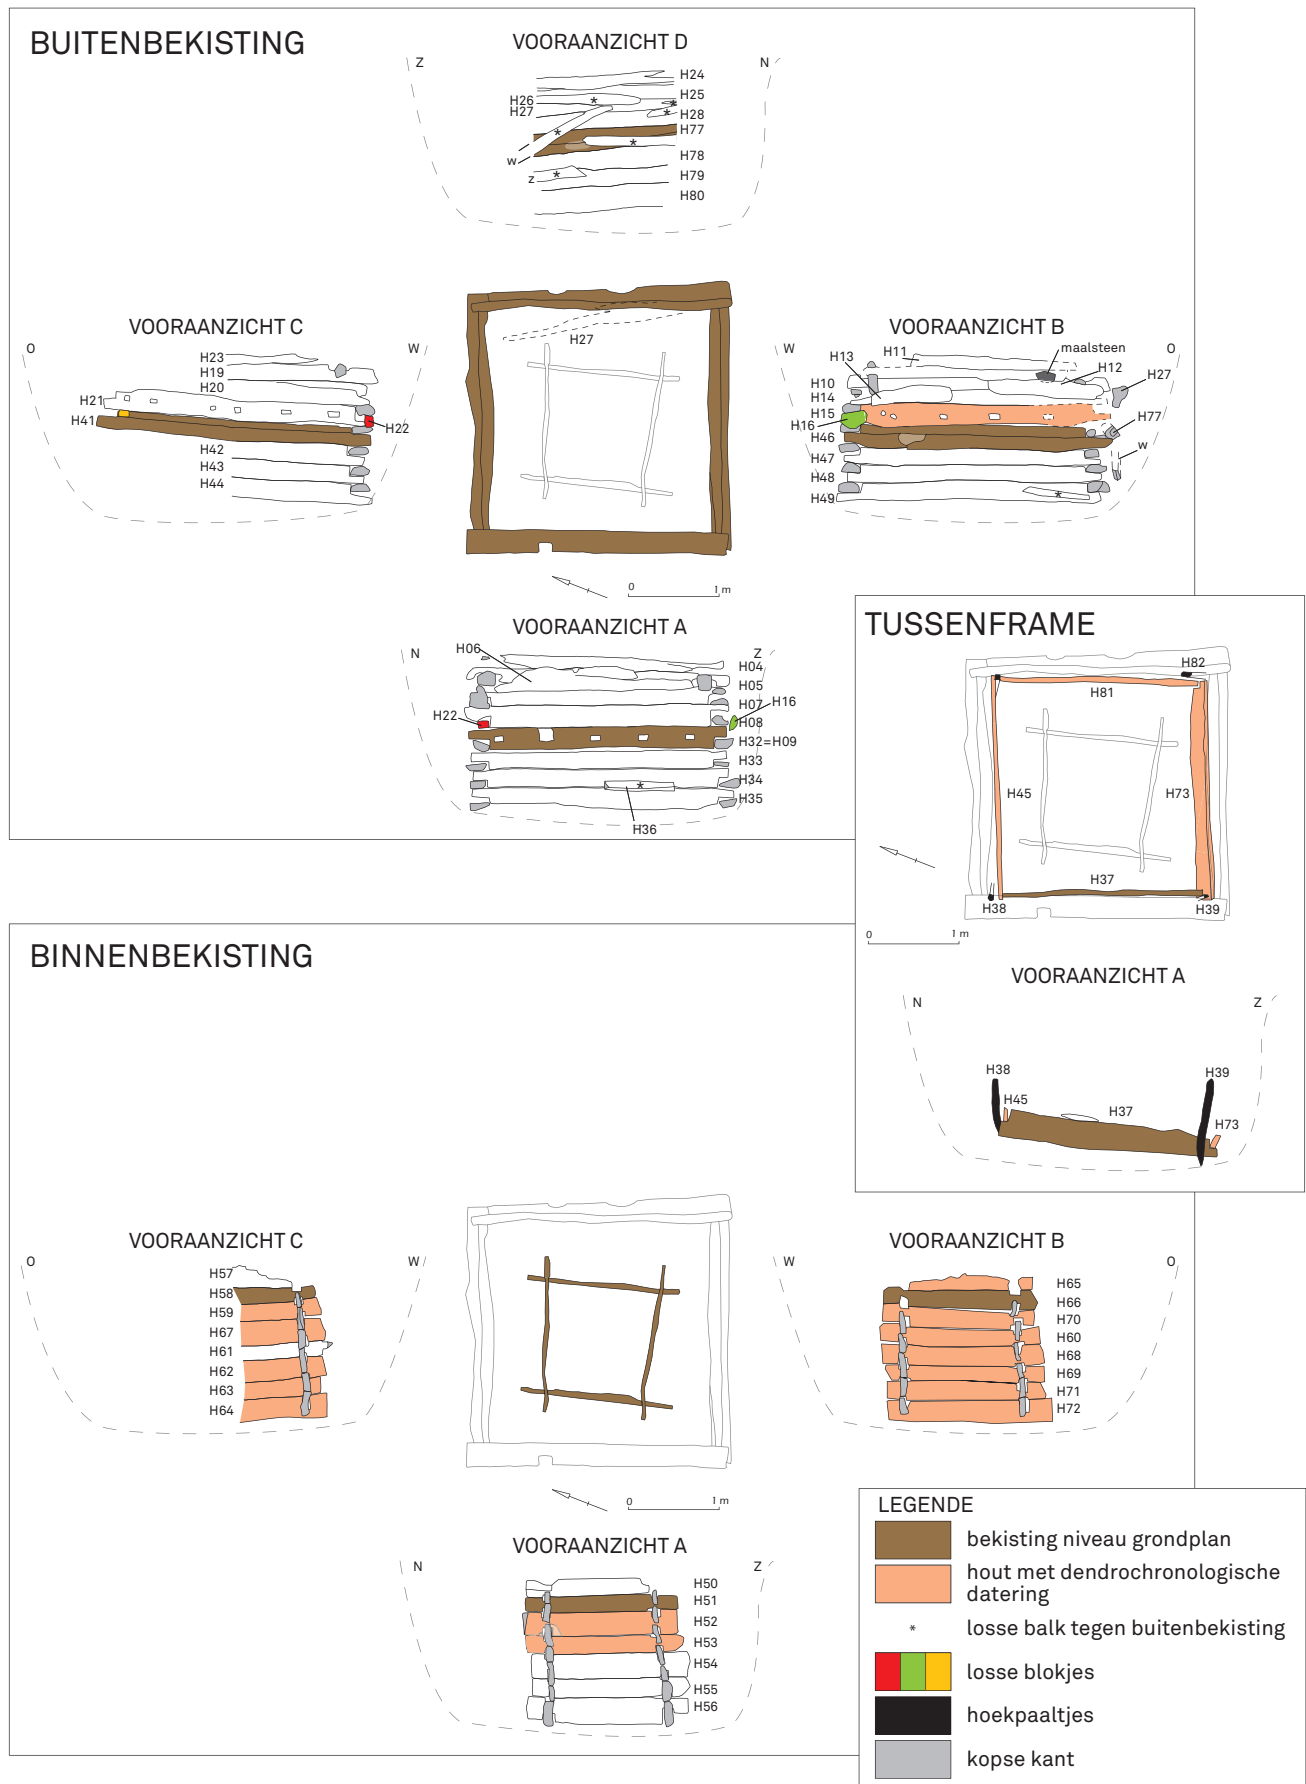 BUITENBEKISTING
VOORAANZICHT D
Z
N
H24
H25
H26
H27
H28
H77
w
H78
z
H79
H80
*
*
*
*
*
*
VOORAANZICHT C
O
W
H23
H19
H20
H21
H41
H22
H42
H43
H44
H27
0
1 m
VOORAANZICHT B
W
O
H13
H11
maalsteen
H12
H27
H10
H14
H15
H16
H77
H46
w
H47
H48
*
H49
VOORAANZICHT A
N
Z
H06
H04
H05
H07
H16
H22
H08
H32=H09
H33
H34
*
H35
H36
TUSSENFRAME
H82
H81
H45
H73
H37
H38
H39
0
1 m
VOORAANZICHT A
N
Z
H38
H39
H45
H37
H73
BINNENBEKISTING
VOORAANZICHT C
O
W
H57
H58
H59
H67
H61
H62
H63
H64
0
1 m
VOORAANZICHT B
W
O
H65
H66
H70
H60
H68
H69
H71
H72
VOORAANZICHT A
N
Z
H50
H51
H52
H53
H54
H55
H56
LEGENDE
bekisting niveau grondplan
hout met dendrochronologische
datering
* losse balk tegen buitenbekisting
losse blokjes
hoekpaaltjes
kopse kant